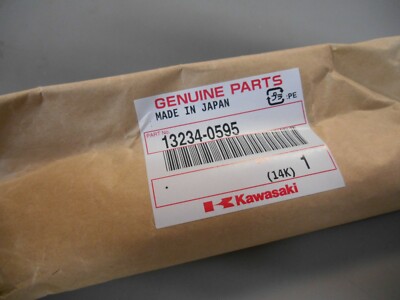 GENUINE PARTS
MADE IN JAPAN
:PE
PART No.
13234-0595
(14K) 1
Kawasaki